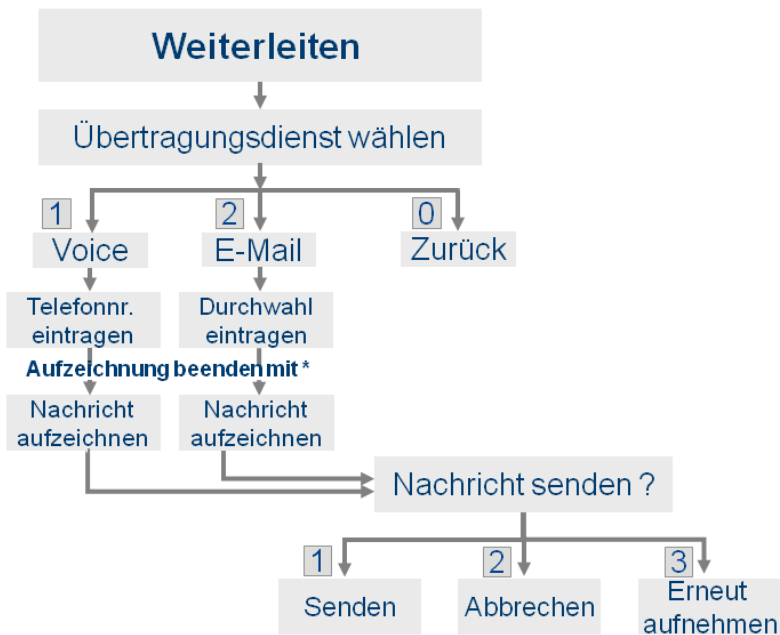 Weiterleiten
Übertragungsdienst wählen
1 2 0
Voice E-Mail Zurück
Telefonnr. Durchwahl
eintragen eintragen
Aufzeichnung beenden mit *
Nachricht Nachricht
aufzeichnen aufzeichnen
Nachricht senden ?
1 2 3
Senden Abbrechen Erneut
aufnehmen